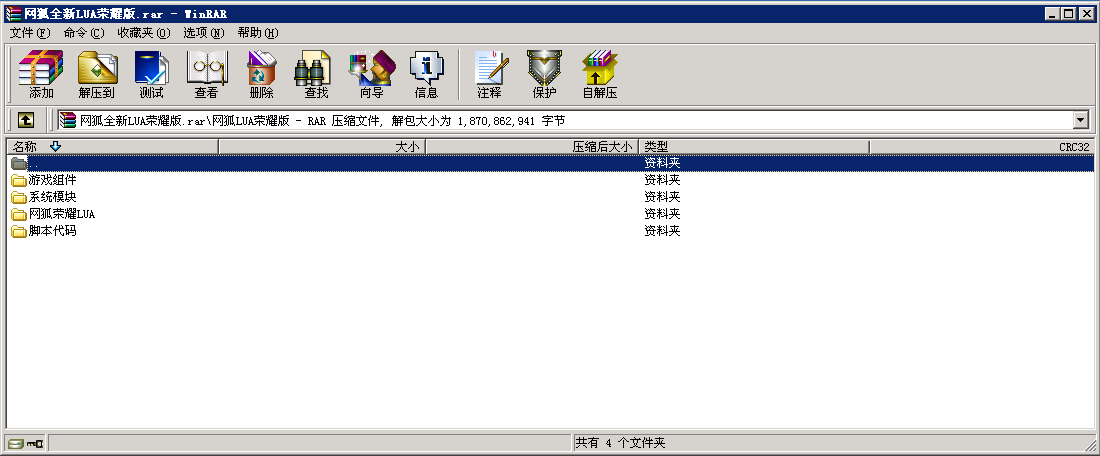 网狐全新LUA荣耀版.rar - WinRAR
文件(F) 命令(C) 收藏夹(O) 选项(N) 帮助(H)
添加 解压到 测试 查看 删除 查找 向导 信息 注释 保护 自解压
网狐全新LUA荣耀版.rar\网狐LUA荣耀版 - RAR 压缩文件, 解包大小为 1,870,862,941 字节
名称 大小 压缩后大小 类型 CRC32
.. 资料夹
游戏组件 资料夹
系统模块 资料夹
网狐荣耀LUA 资料夹
脚本代码 资料夹
共有 4 个文件夹